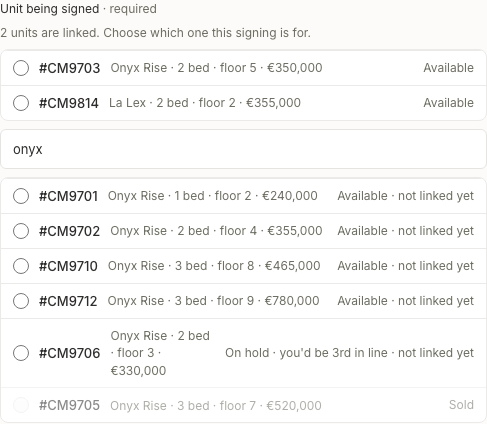 Unit being signed · required
2 units are linked. Choose which one this signing is for.
#CM9703 Onyx Rise · 2 bed · floor 5 · €350,000 Available
#CM9814 La Lex · 2 bed · floor 2 · €355,000 Available
onyx
#CM9701 Onyx Rise · 1 bed · floor 2 · €240,000 Available · not linked yet
#CM9702 Onyx Rise · 2 bed · floor 4 · €355,000 Available · not linked yet
#CM9710 Onyx Rise · 3 bed · floor 8 · €465,000 Available · not linked yet
#CM9712 Onyx Rise · 3 bed · floor 9 · €780,000 Available · not linked yet
Onyx Rise · 2 bed
#CM9706 · floor 3 · On hold · you'd be 3rd in line · not linked yet
€330,000
#CM9705 Onyx Rise · 3 bed · floor 7 · €520,000 Sold